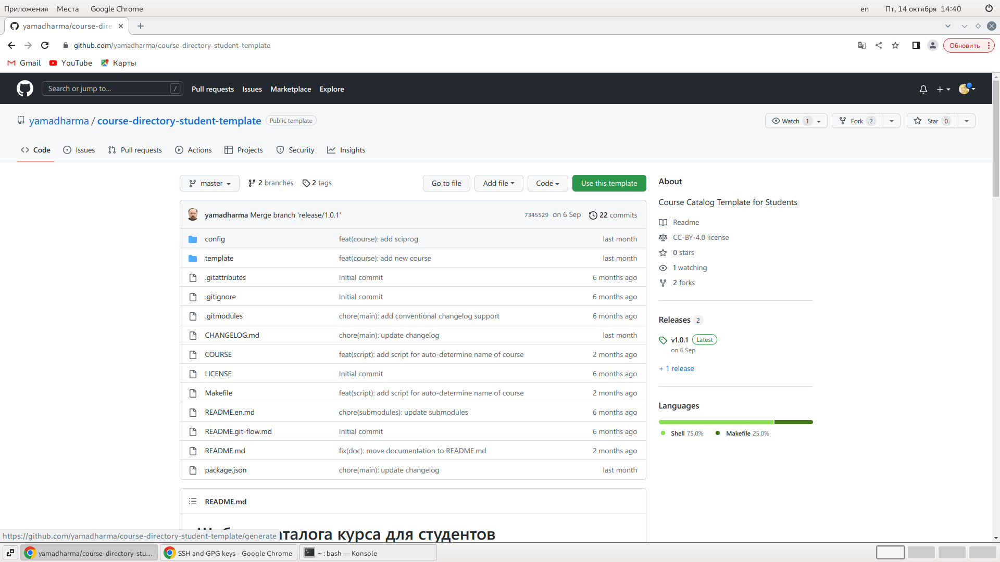 Приложения Места Google Chrome en Пт, 14 октября 14:40
yamadharma/course-dire
github.com/yamadharma/course-directory-student-template Обновить
Gmail YouTube Карты
Search or jump to... / Pull requests Issues Marketplace Explore
yamadharma / course-directory-student-template Public template Watch 1 Fork 2 Star 0
Code Issues Pull requests Actions Projects Security Insights
master 2 branches 2 tags Go to file Add file Code Use this template
yamadharma Merge branch 'release/1.0.1' 7345529 on 6 Sep 22 commits
config feat(course): add sciprog last month
template feat(course): add new course last month
.gitattributes Initial commit 6 months ago
.gitignore Initial commit 6 months ago
.gitmodules chore(main): add conventional changelog support 6 months ago
CHANGELOG.md chore(main): update changelog last month
COURSE feat(script): add script for auto-determine name of course 2 months ago
LICENSE Initial commit 6 months ago
Makefile feat(script): add script for auto-determine name of course 2 months ago
README.en.md chore(submodules): update submodules 6 months ago
README.git-flow.md Initial commit 6 months ago
README.md fix(doc): move documentation to README.md 2 months ago
package.json chore(main): update changelog last month
README.md
курса для студентов
About
Course Catalog Template for Students
Readme
CC-BY-4.0 license
0 stars
1 watching
2 forks
Releases 2
v1.0.1 Latest
on 6 Sep
+ 1 release
Languages
Shell 75.0% Makefile 25.0%
https://github.com/yamadharma/course-directory-student-template/generate
yamadharma/course-directory-stu... SSH and GPG keys - Google Chrome ~ : bash — Konsole